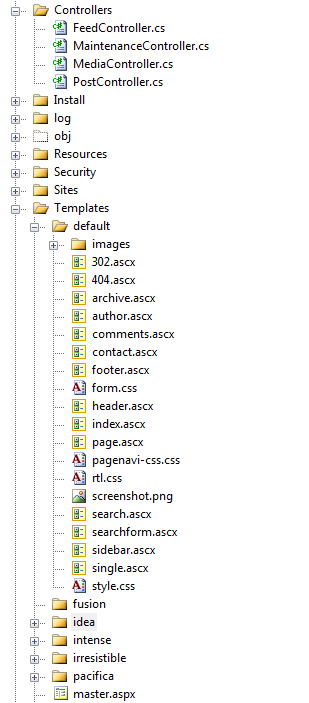 Controllers
FeedController.cs
MaintenanceController.cs
MediaController.cs
PostController.cs
Install
log
obj
Resources
Security
Sites
Templates
default
images
302.ascx
404.ascx
archive.ascx
author.ascx
comments.ascx
contact.ascx
footer.ascx
form.css
header.ascx
index.ascx
page.ascx
pagenavi-css.css
rtl.css
screenshot.png
search.ascx
searchform.ascx
sidebar.ascx
single.ascx
style.css
fusion
idea
intense
irresistible
pacifica
master.aspx